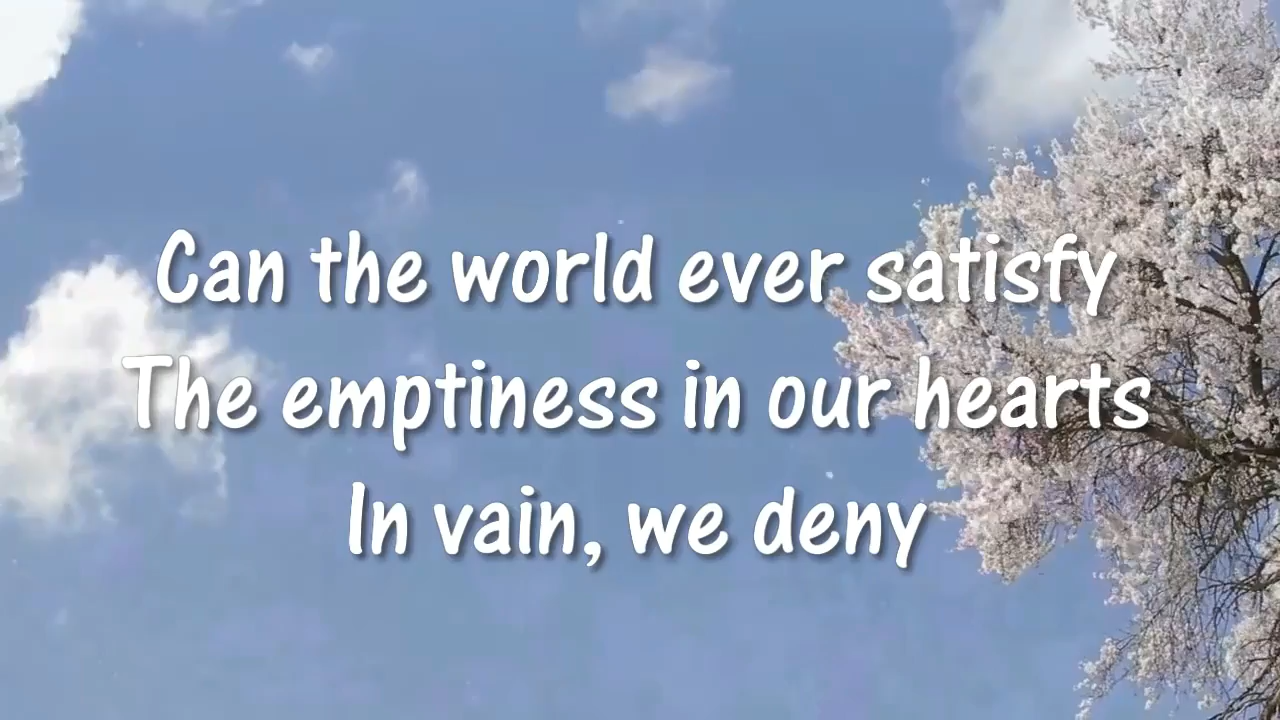 Can the world ever satisfy
The emptiness in our hearts
In vain, we deny